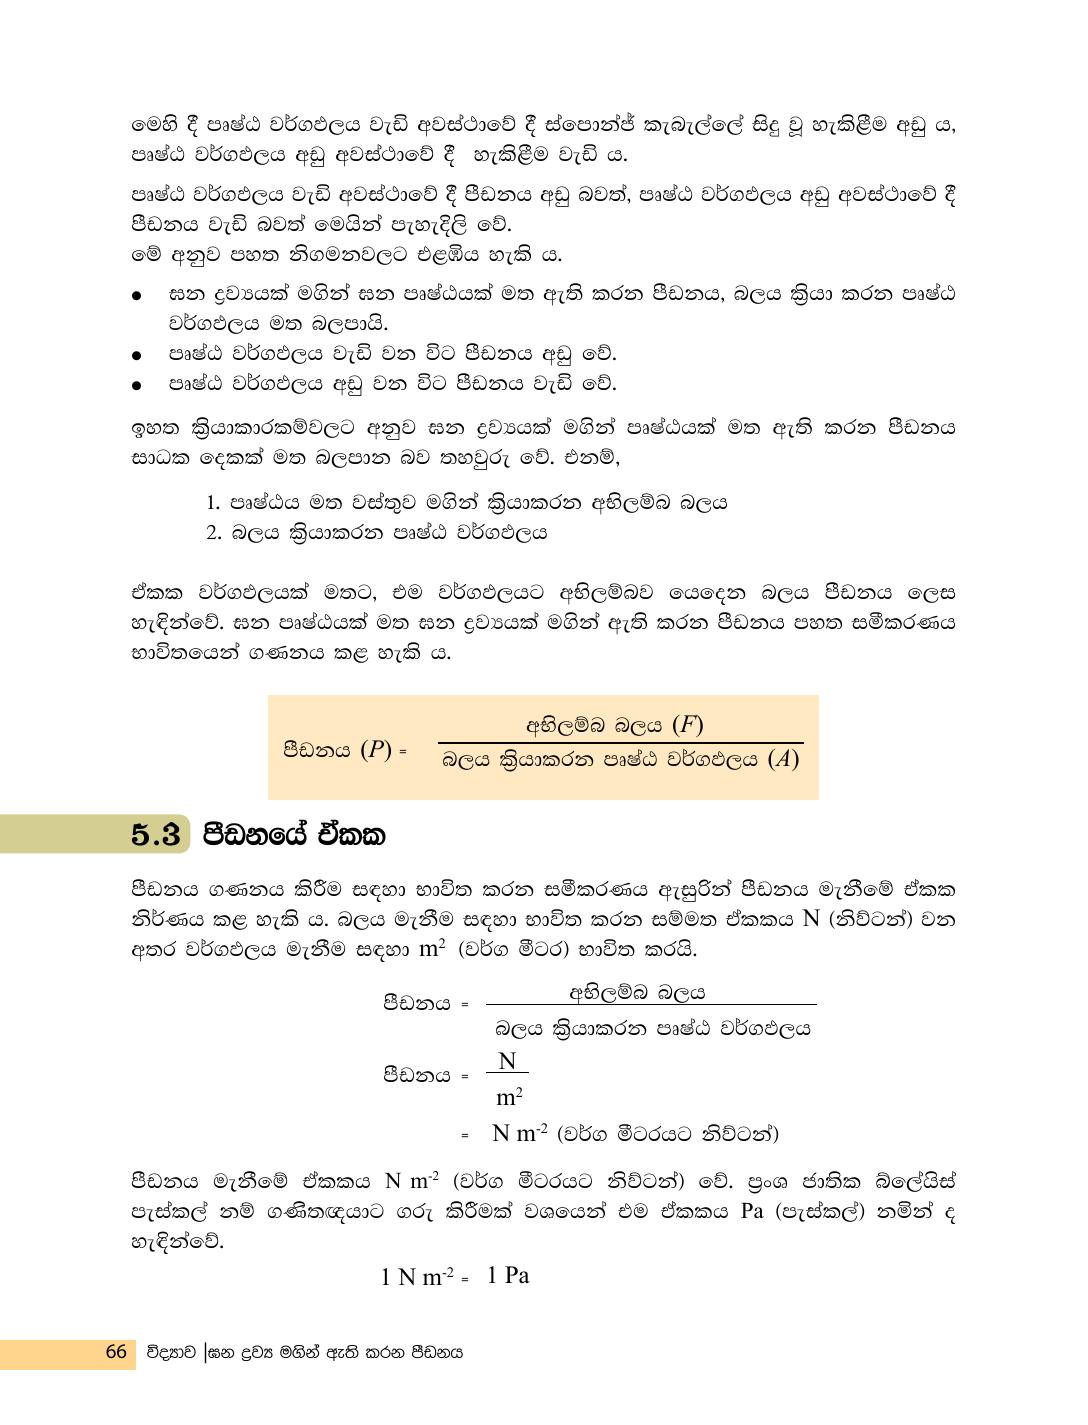 මෙහි දී පෘෂ්ඨ වර්ගඵලය වැඩි අවස්ථාවේ දී ස්පොන්ජ් කැබැල්ලේ සිදු වූ හැකිළීම අඩු ය,
පෘෂ්ඨ වර්ගඵලය අඩු අවස්ථාවේ දී හැකිළීම වැඩි ය.
පෘෂ්ඨ වර්ගඵලය වැඩි අවස්ථාවේ දී පීඩනය අඩු බවත්, පෘෂ්ඨ වර්ගඵලය අඩු අවස්ථාවේ දී
පීඩනය වැඩි බවත් මෙයින් පැහැදිලි වේ.
මේ අනුව පහත නිගමනවලට එළඹිය හැකි ය.
● ඝන ද්‍රව්‍යයක් මගින් ඝන පෘෂ්ඨයක් මත ඇති කරන පීඩනය, බලය ක්‍රියා කරන පෘෂ්ඨ
වර්ගඵලය මත බලපායි.
● පෘෂ්ඨ වර්ගඵලය වැඩි වන විට පීඩනය අඩු වේ.
● පෘෂ්ඨ වර්ගඵලය අඩු වන විට පීඩනය වැඩි වේ.
ඉහත ක්‍රියාකාරකම්වලට අනුව ඝන ද්‍රව්‍යයක් මගින් පෘෂ්ඨයක් මත ඇති කරන පීඩනය
සාධක දෙකක් මත බලපාන බව තහවුරු වේ. එනම්,
1. පෘෂ්ඨය මත වස්තුව මගින් ක්‍රියාකරන අභිලම්බ බලය
2. බලය ක්‍රියාකරන පෘෂ්ඨ වර්ගඵලය
ඒකක වර්ගඵලයක් මතට, එම වර්ගඵලයට අභිලම්බව යෙදෙන බලය පීඩනය ලෙස
හැඳින්වේ. ඝන පෘෂ්ඨයක් මත ඝන ද්‍රව්‍යයක් මගින් ඇති කරන පීඩනය පහත සමීකරණය
භාවිතයෙන් ගණනය කළ හැකි ය.
අභිලම්බ බලය (F)
පීඩනය (P) =
බලය ක්‍රියාකරන පෘෂ්ඨ වර්ගඵලය (A)
5.3 පීඩනයේ ඒකක
පීඩනය ගණනය කිරීම සඳහා භාවිත කරන සමීකරණය ඇසුරින් පීඩනය මැනීමේ ඒකක
නිර්ණය කළ හැකි ය. බලය මැනීම සඳහා භාවිත කරන සම්මත ඒකකය N (නිව්ටන්) වන
අතර වර්ගඵලය මැනීම සඳහා m² (වර්ග මීටර) භාවිත කරයි.
පීඩනය = අභිලම්බ බලය
බලය ක්‍රියාකරන පෘෂ්ඨ වර්ගඵලය
පීඩනය = N
m²
= N m⁻² (වර්ග මීටරයට නිව්ටන්)
පීඩනය මැනීමේ ඒකකය N m⁻² (වර්ග මීටරයට නිව්ටන්) වේ. ප්‍රංශ ජාතික බ්ලේයිස්
පැස්කල් නම් ගණිතඥයාට ගරු කිරීමක් වශයෙන් එම ඒකකය Pa (පැස්කල්) නමින් ද
හැඳින්වේ.
1 N m⁻² = 1 Pa
66 විද්‍යාව |ඝන ද්‍රව්‍ය මගින් ඇති කරන පීඩනය